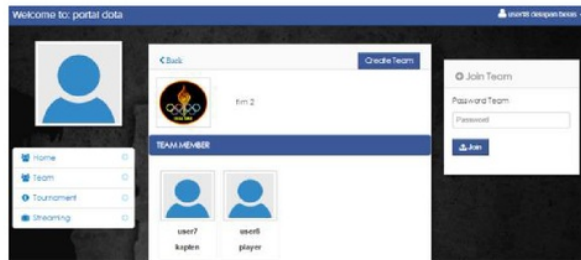 Welcome to: portal dota
user18 delapan belas
Back
Create Team
tim 2
TEAM MEMBER
user7
kapten
user8
player
Home
Team
Tournament
Streaming
Join Team
Password Team
Password
Join